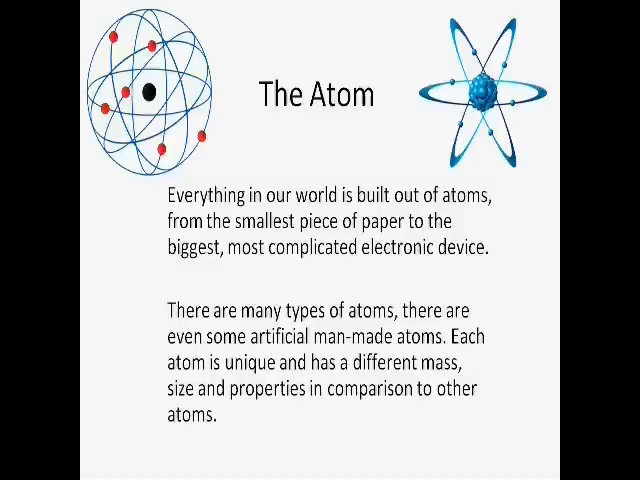 The Atom
Everything in our world is built out of atoms,
from the smallest piece of paper to the
biggest, most complicated electronic device.
There are many types of atoms, there are
even some artificial man-made atoms. Each
atom is unique and has a different mass,
size and properties in comparison to other
atoms.